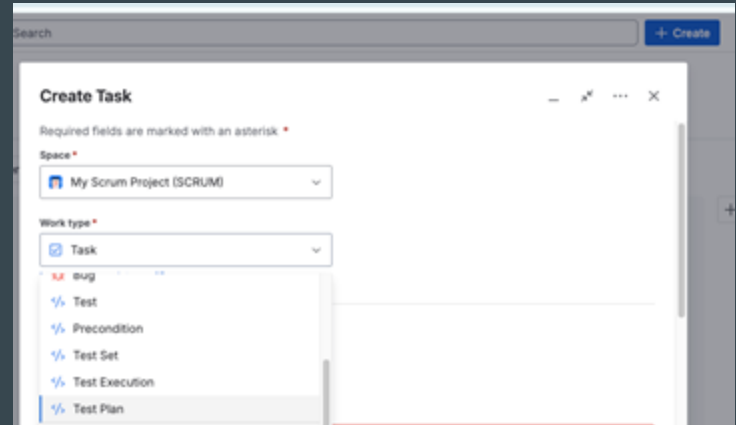 Search
+ Create
Create Task
Required fields are marked with an asterisk *
Space*
My Scrum Project (SCRUM)
Work type*
Task
Bug
Test
Precondition
Test Set
Test Execution
Test Plan